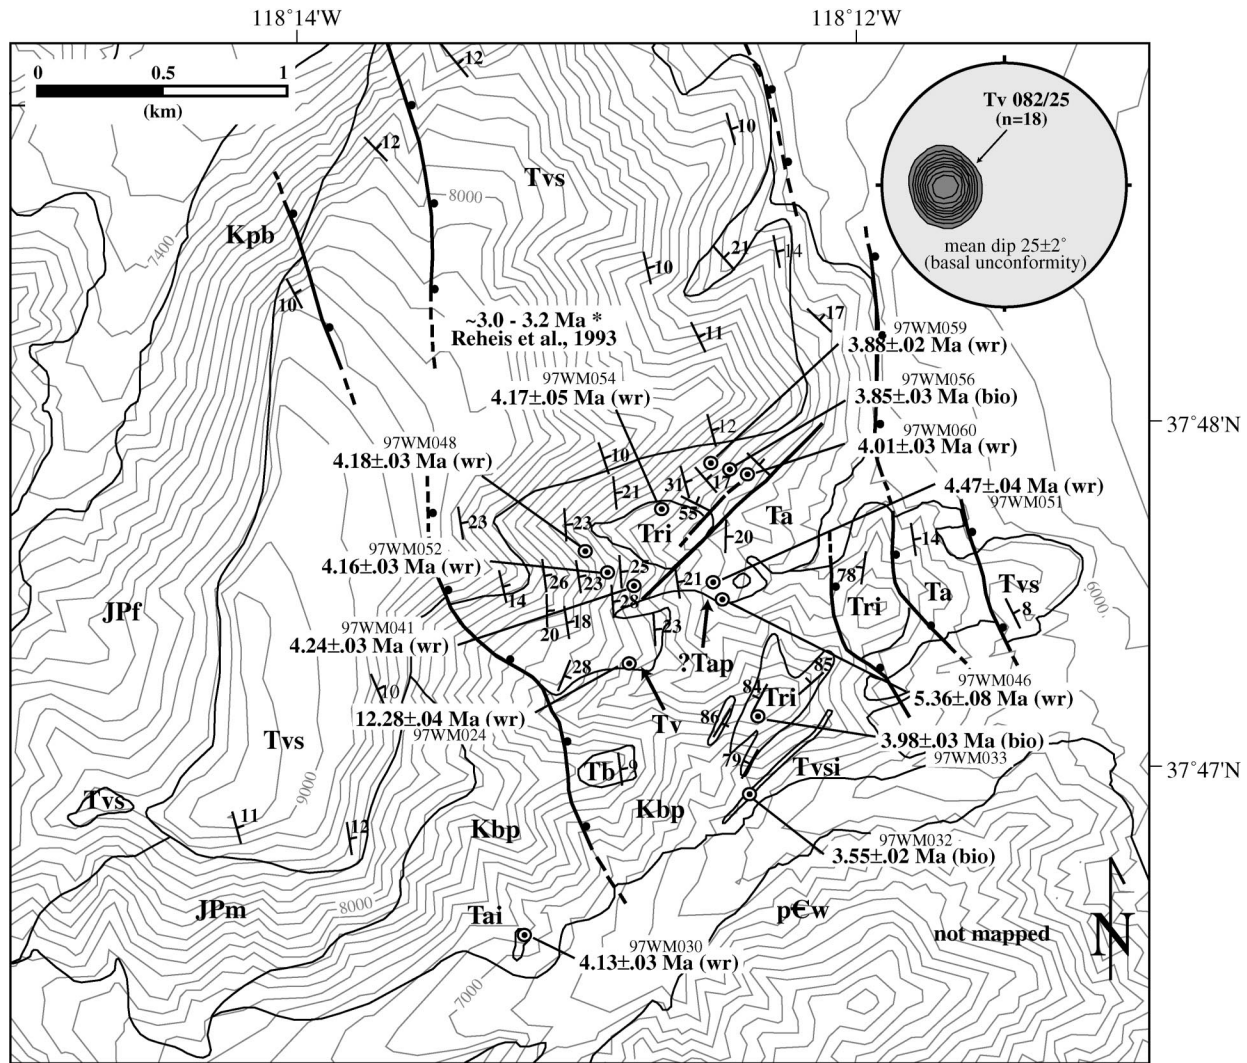 118°14'W
118°12'W
0 0.5 1
(km)
12
12
10
Tvs
8000
Kpb
7400
10
21
14
10
17
11
Tv 082/25
(n=18)
mean dip 25±2°
(basal unconformity)
~3.0 - 3.2 Ma *
Reheis et al., 1993
97WM059
3.88±.02 Ma (wr)
97WM054
4.17±.05 Ma (wr)
97WM056
3.85±.03 Ma (bio)
37°48'N
97WM060
4.01±.03 Ma (wr)
97WM048
4.18±.03 Ma (wr)
12
10
31
17
21
55
4.47±.04 Ma (wr)
97WM051
23
23
Tri
Ta
20
14
97WM052
4.16±.03 Ma (wr)
25
26
23
21
78
14
28
Tri
Ta
Tvs
8
6000
JPf
18
20
23
97WM041
4.24±.03 Ma (wr)
?Tap
28
10
85
84
Tri
97WM046
5.36±.08 Ma (wr)
12.28±.04 Ma (wr)
97WM024
Tv
86
3.98±.03 Ma (bio)
97WM033
Tvs
79
Tvsi
Tb
9
37°47'N
9000
Tvs
Kbp
Kbp
11
12
97WM032
3.55±.02 Ma (bio)
JPm
8000
Tai
p€w
not mapped
N
97WM030
4.13±.03 Ma (wr)
7000